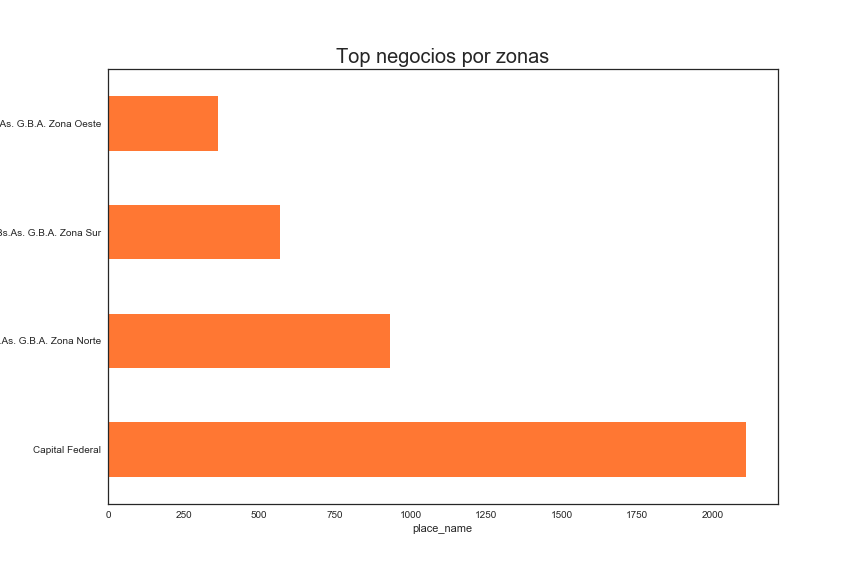 Top negocios por zonas
As. G.B.A. Zona Oeste
s.As. G.B.A. Zona Sur
.As. G.B.A. Zona Norte
Capital Federal
0 250 500 750 1000 1250 1500 1750 2000
place_name